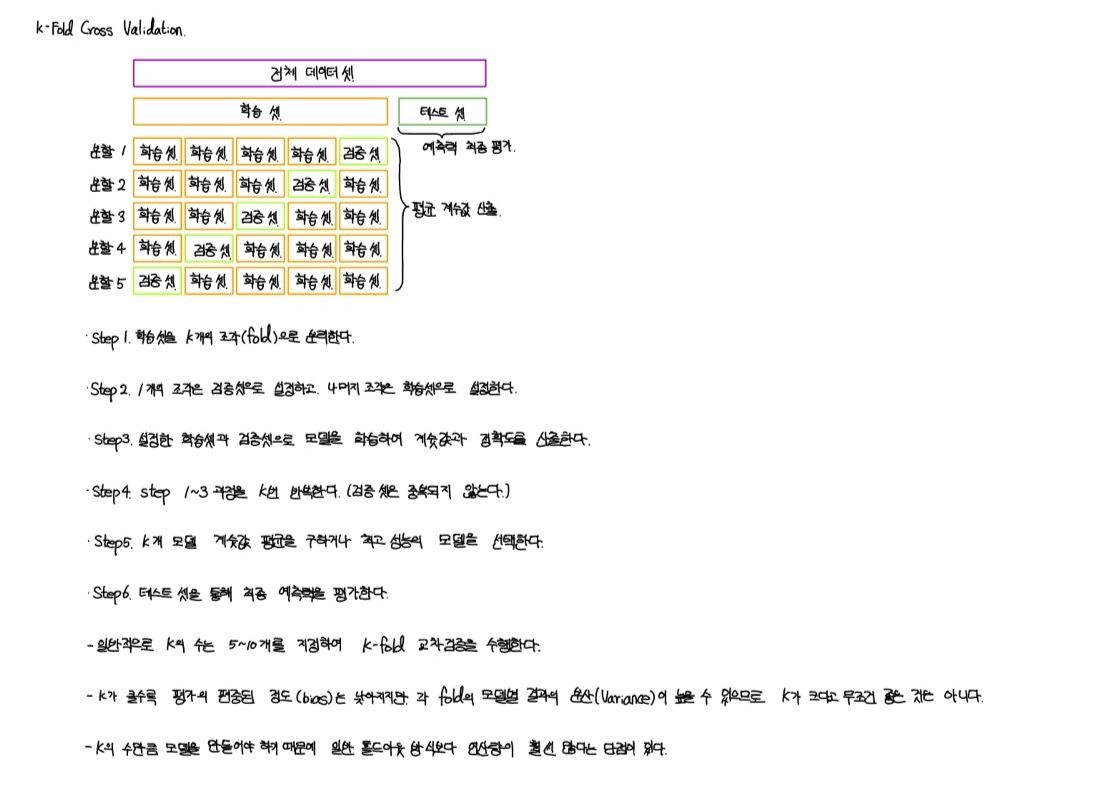 k-Fold Cross Validation.
전체 데이터 셋
학습 셋 테스트 셋
예측력 최종 평가.
분할 1 학습 셋 학습 셋 학습 셋 학습 셋 검증 셋
분할 2 학습 셋 학습 셋 학습 셋 검증 셋 학습 셋
평균 계수값 산출.
분할 3 학습 셋 학습 셋 검증 셋 학습 셋 학습 셋
분할 4 학습 셋 검증 셋 학습 셋 학습 셋 학습 셋
분할 5 검증 셋 학습 셋 학습 셋 학습 셋 학습 셋
· Step 1. 학습셋을 k개의 조각(fold)으로 분리한다.
· Step 2. 1개의 조각은 검증셋으로 설정하고. 나머지 조각은 학습셋으로 설정한다.
· Step3. 설정한 학습셋과 검증셋으로 모델을 학습하여 계숫값과 정확도를 산출한다.
· Step4. step 1~3 과정을 k번 반복한다. (검증 셋은 중복되지 않는다.)
· Step5. k개 모델 계숫값 평균을 구하거나 최고 성능의 모델을 선택한다.
· Step6. 테스트 셋을 통해 최종 예측력을 평가한다.
- 일반적으로 k의 수는 5~10개를 지정하여 k-fold 교차검증을 수행한다.
- k가 클수록 평가의 편중된 정도(bias)는 낮아지지만 각 fold의 모델별 결과의 분산(Variance)이 높을 수 있으므로 k가 크다고 무조건 좋은 것은 아니다.
- k의 수만큼 모델을 만들어야 하기 때문에 일반 홀드아웃 방식보다 연산량이 훨씬 많다는 단점이 있다.